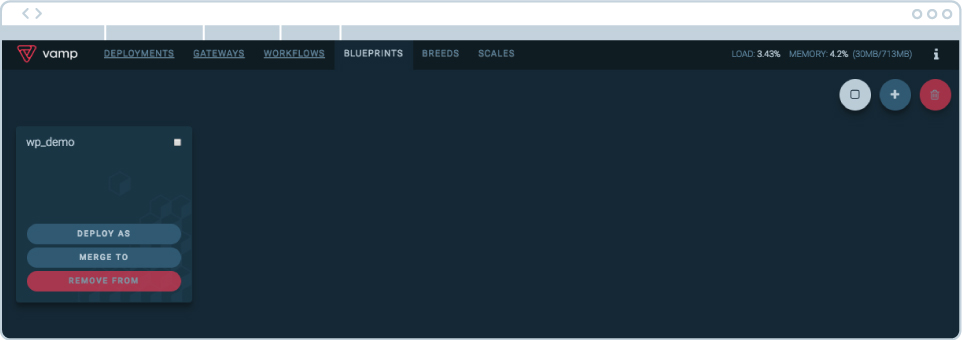 vamp DEPLOYMENTS GATEWAYS WORKFLOWS BLUEPRINTS BREEDS SCALES LOAD: 3.43% MEMORY: 4.2% (30MB/713MB) i
wp_demo
DEPLOY AS
MERGE TO
REMOVE FROM